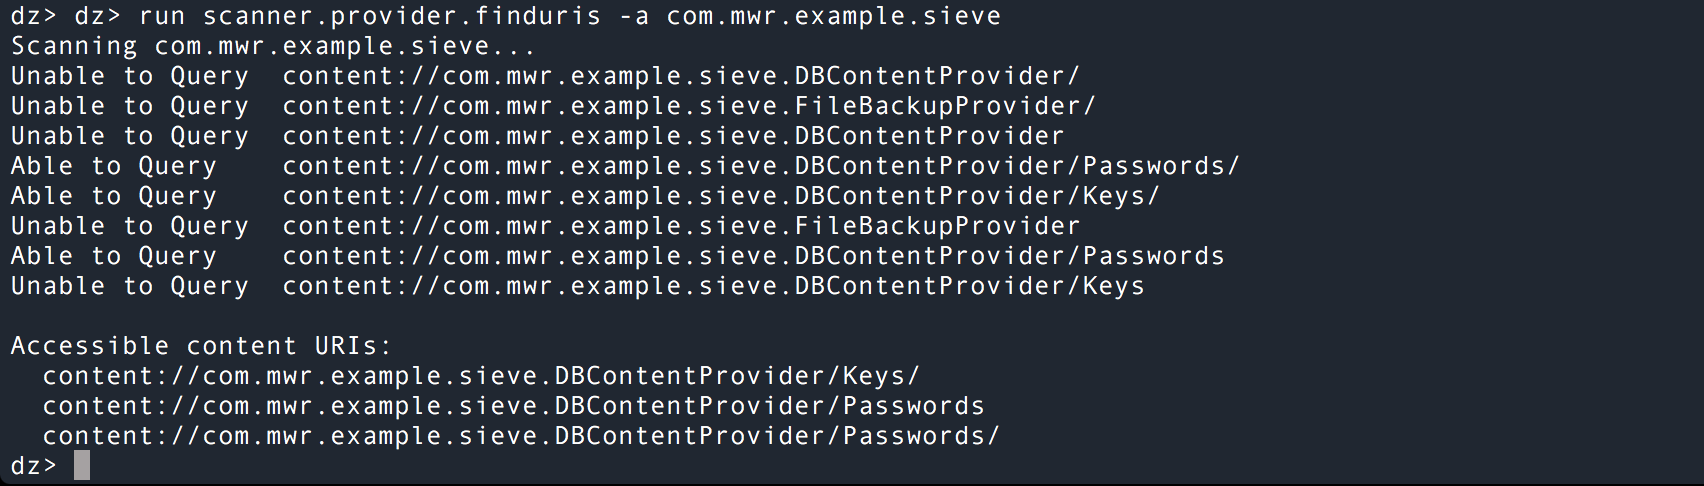 dz> dz> run scanner.provider.finduris -a com.mwr.example.sieve
Scanning com.mwr.example.sieve...
Unable to Query  content://com.mwr.example.sieve.DBContentProvider/
Unable to Query  content://com.mwr.example.sieve.FileBackupProvider/
Unable to Query  content://com.mwr.example.sieve.DBContentProvider
Able to Query    content://com.mwr.example.sieve.DBContentProvider/Passwords/
Able to Query    content://com.mwr.example.sieve.DBContentProvider/Keys/
Unable to Query  content://com.mwr.example.sieve.FileBackupProvider
Able to Query    content://com.mwr.example.sieve.DBContentProvider/Passwords
Unable to Query  content://com.mwr.example.sieve.DBContentProvider/Keys
Accessible content URIs:
  content://com.mwr.example.sieve.DBContentProvider/Keys/
  content://com.mwr.example.sieve.DBContentProvider/Passwords
  content://com.mwr.example.sieve.DBContentProvider/Passwords/
dz>